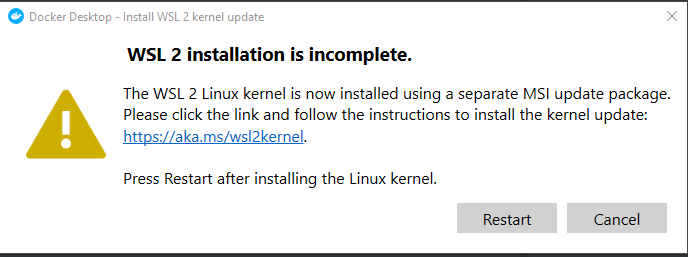 Docker Desktop - Install WSL 2 kernel update
WSL 2 installation is incomplete.
The WSL 2 Linux kernel is now installed using a separate MSI update package.
Please click the link and follow the instructions to install the kernel update:
https://aka.ms/wsl2kernel.
Press Restart after installing the Linux kernel.
Restart Cancel